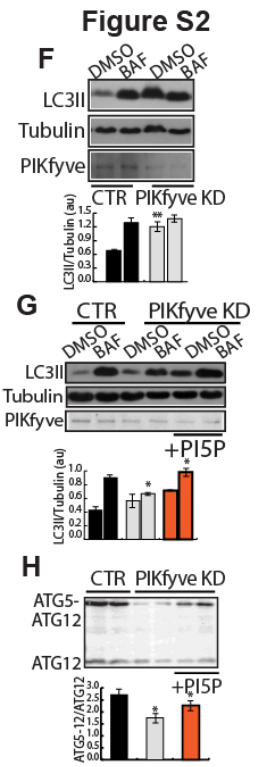 Figure S2
F
DMSO BAF DMSO BAF
LC3II
Tubulin
PIKfyve
CTR PIKfyve KD
LC3II/Tubulin (au)
1.5
1.2
0.9
0.6
0.3
0.0
**
G
CTR PIKfyve KD
DMSO BAF DMSO BAF DMSO BAF
LC3II
Tubulin
PIKfyve
+PI5P
LC3II/Tubulin (au)
1.0
0.8
0.6
0.4
0.2
0.0
* *
H
CTR PIKfyve KD
ATG5-
ATG12
ATG12
+PI5P
ATG5-12/ATG12
3.0
2.5
2.0
1.5
1.0
0.5
0.0
* *